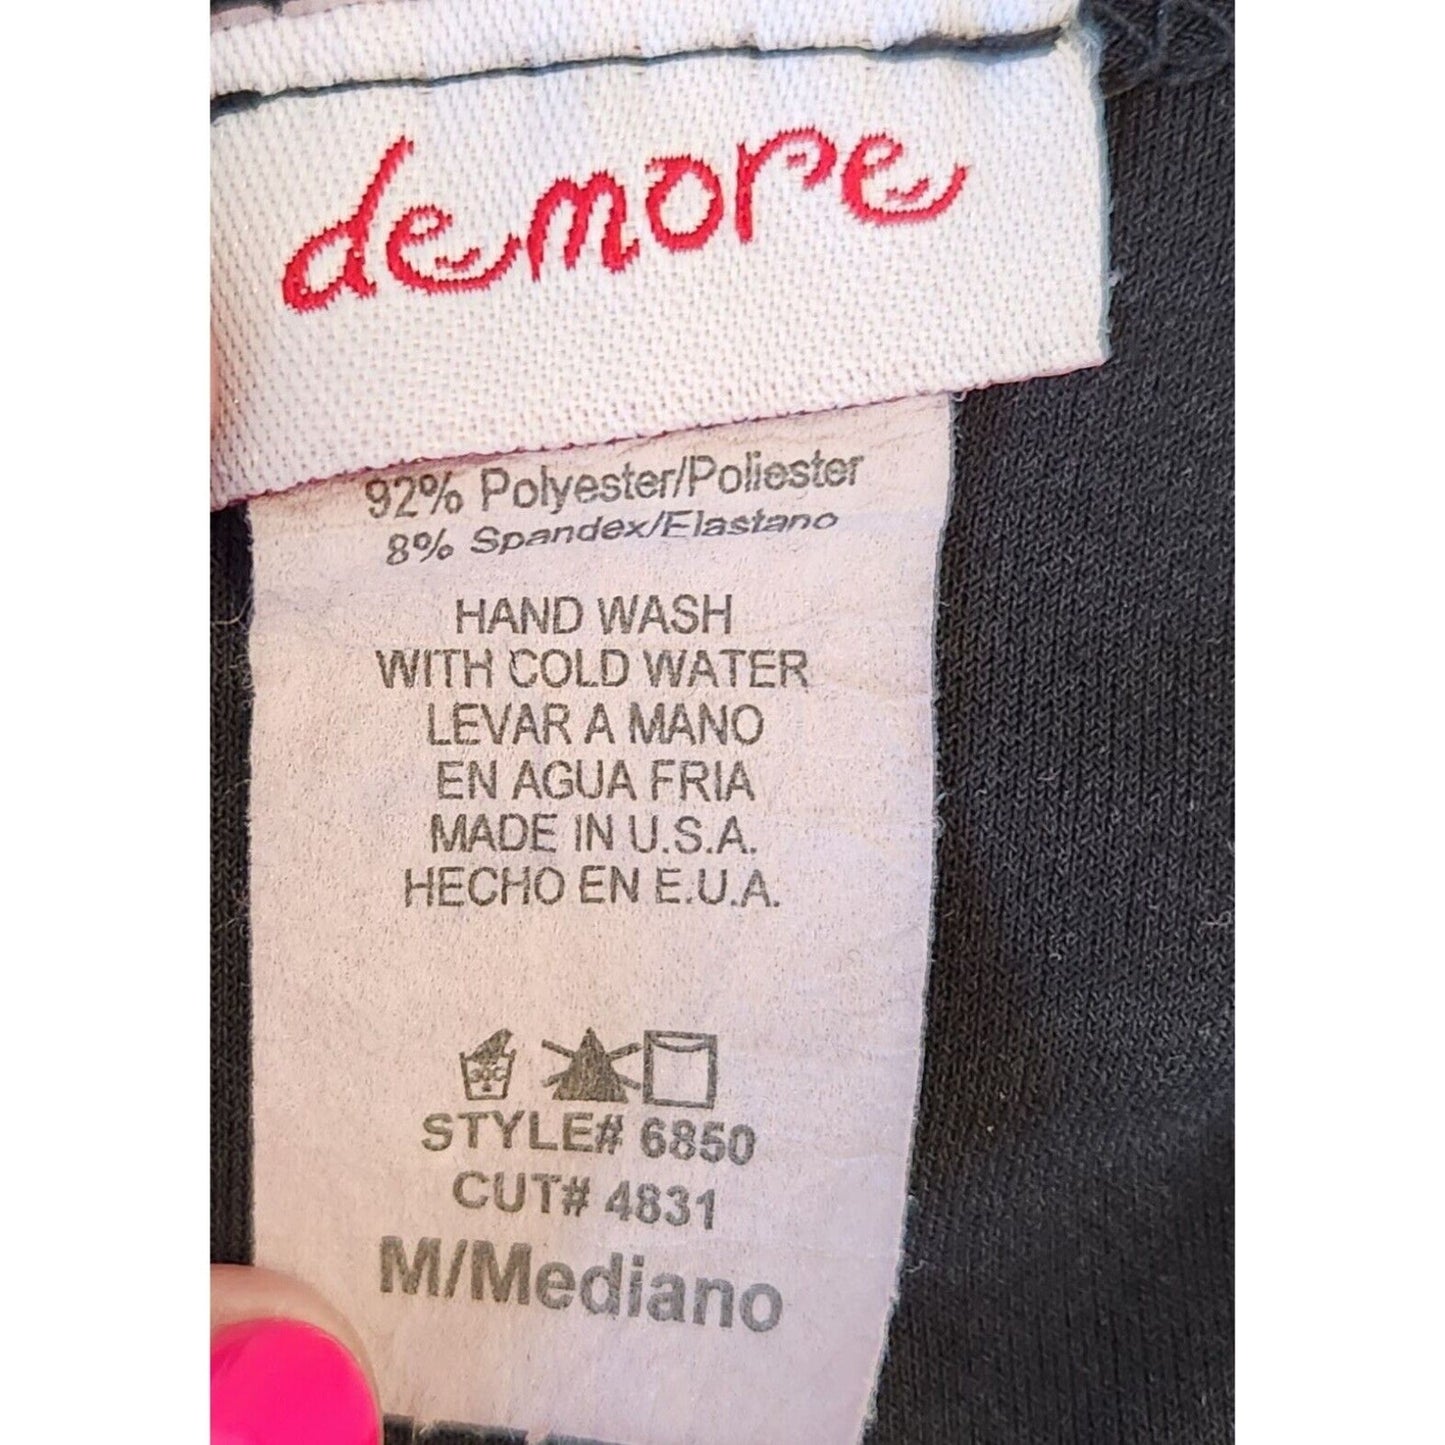 demore
92% Polyester/Poliester
8% Spandex/Elastano
HAND WASH
WITH COLD WATER
LEVAR A MANO
EN AGUA FRIA
MADE IN U.S.A.
HECHO EN E.U.A.
30C
STYLE# 6850
CUT# 4831
M/Mediano